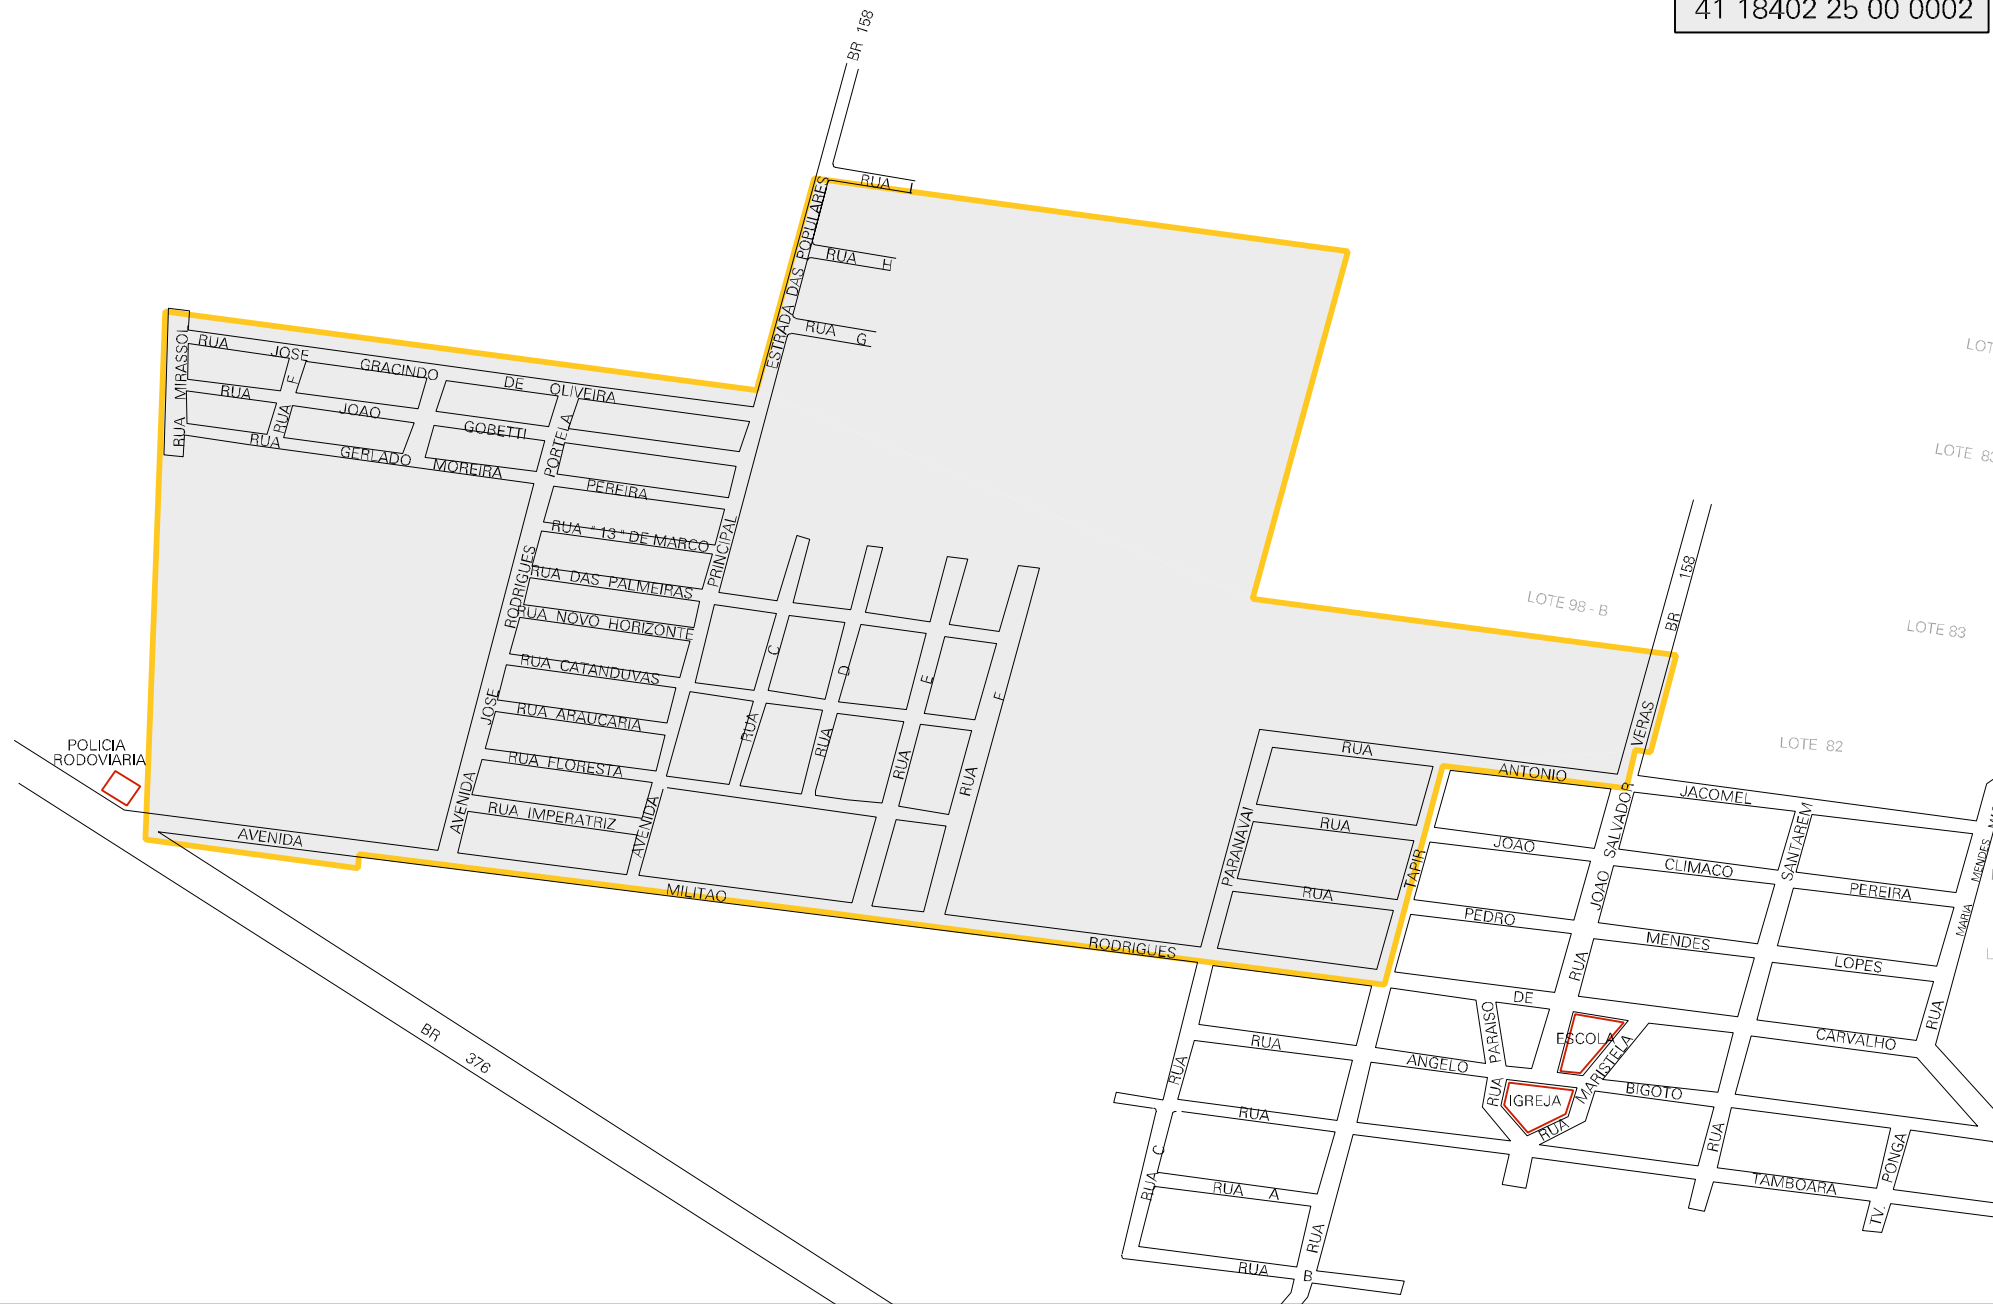 41 18402 25 00 0002
BR 158
RUA I
ESTRADA DAS POPULARES
RUA H
RUA G
RUA MIRASSOL
RUA JOSE GRACINDO DE OLIVEIRA
RUA F
RUA JOAO GOBETTI
RUA GERLADO MOREIRA
PEREIRA
AVENIDA JOSE RODRIGUES PORTELA
RUA "13" DE MARCO
RUA DAS PALMEIRAS
RUA NOVO HORIZONTE
RUA CATANDUVAS
RUA ARAUCARIA
RUA FLORESTA
RUA IMPERATRIZ
AVENIDA PRINCIPAL
RUA C
RUA D
RUA E
RUA F
POLICIA
RODOVIARIA
AVENIDA MILITAO RODRIGUES
BR 376
LOTE 98 - B
LOT
LOTE 83
LOTE 83
LOTE 82
BR 158
RUA ANTONIO JACOMEL
RUA JOAO CLIMACO PEREIRA
RUA PEDRO MENDES LOPES
DE CARVALHO
RUA PARANAVAI
RUA TAPIR
RUA JOAO SALVADOR VERAS
RUA SANTAREM
RUA MARIA MENDES
RUA PARAISO
ESCOLA
IGREJA
RUA MARISTELA
RUA ANGELO BIGOTO
RUA TAMBOARA
TV. PONGA
RUA C
RUA A
RUA B